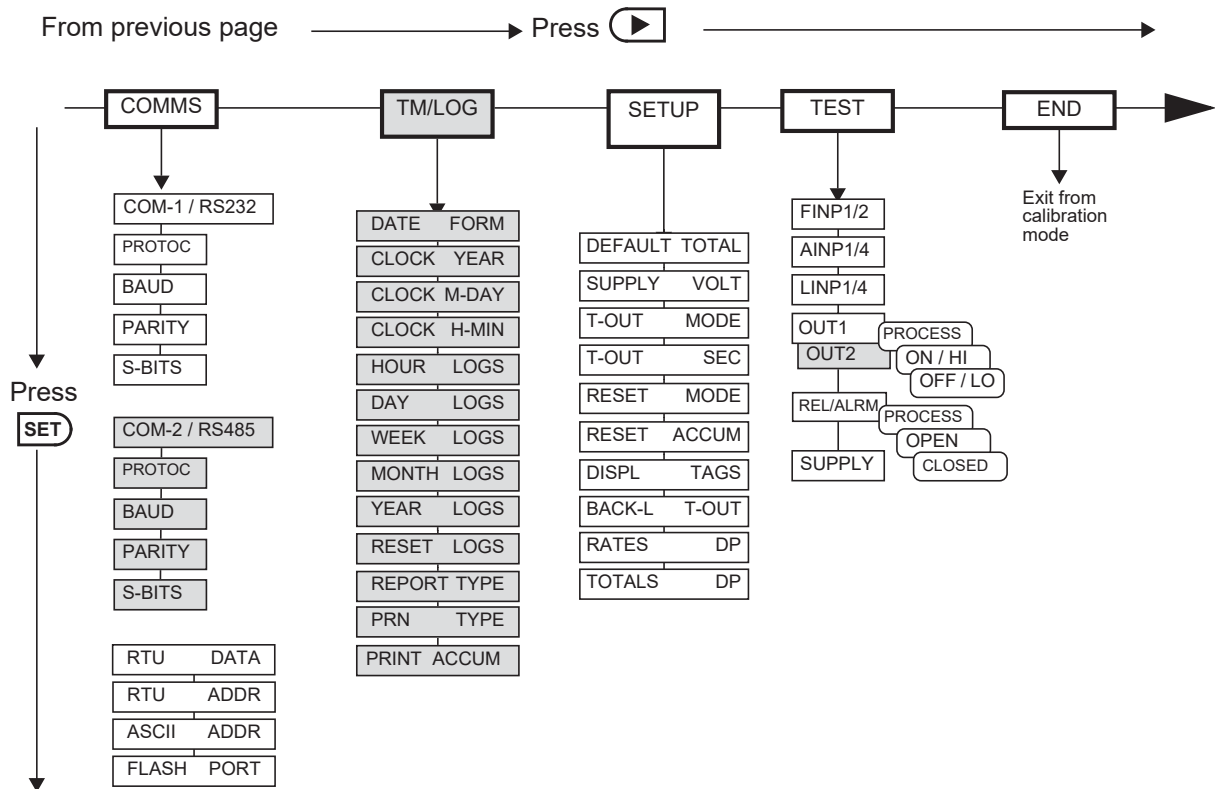 From previous page
Press
COMMS
TM/LOG
SETUP
TEST
END
Press
SET
COM-1 / RS232
PROTOC
BAUD
PARITY
S-BITS
COM-2 / RS485
PROTOC
BAUD
PARITY
S-BITS
RTU DATA
RTU ADDR
ASCII ADDR
FLASH PORT
DATE FORM
CLOCK YEAR
CLOCK M-DAY
CLOCK H-MIN
HOUR LOGS
DAY LOGS
WEEK LOGS
MONTH LOGS
YEAR LOGS
RESET LOGS
REPORT TYPE
PRN TYPE
PRINT ACCUM
DEFAULT TOTAL
SUPPLY VOLT
T-OUT MODE
T-OUT SEC
RESET MODE
RESET ACCUM
DISPL TAGS
BACK-L T-OUT
RATES DP
TOTALS DP
FINP1/2
AINP1/4
LINP1/4
OUT1
OUT2
PROCESS
ON / HI
OFF / LO
REL/ALRM
PROCESS
OPEN
CLOSED
SUPPLY
Exit from
calibration
mode